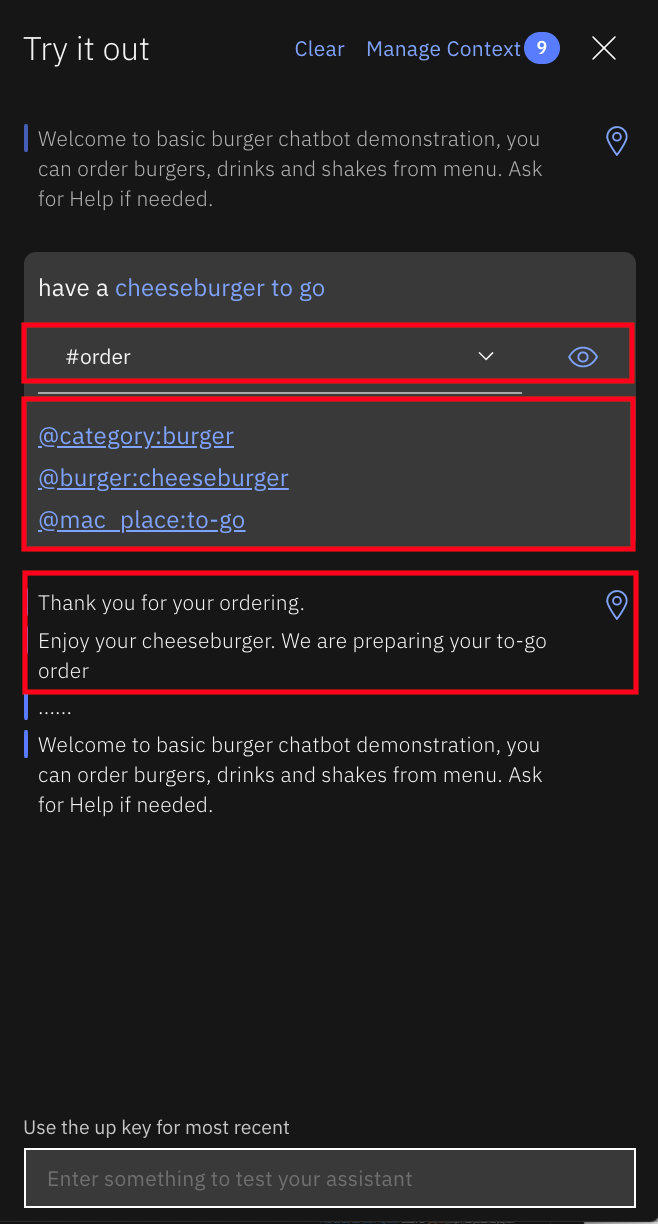 Try it out
Clear
Manage Context 9
Welcome to basic burger chatbot demonstration, you
can order burgers, drinks and shakes from menu. Ask
for Help if needed.
have a cheeseburger to go
#order
@category:burger
@burger:cheeseburger
@mac_place:to-go
Thank you for your ordering.
Enjoy your cheeseburger. We are preparing your to-go
order
......
Welcome to basic burger chatbot demonstration, you
can order burgers, drinks and shakes from menu. Ask
for Help if needed.
Use the up key for most recent
Enter something to test your assistant